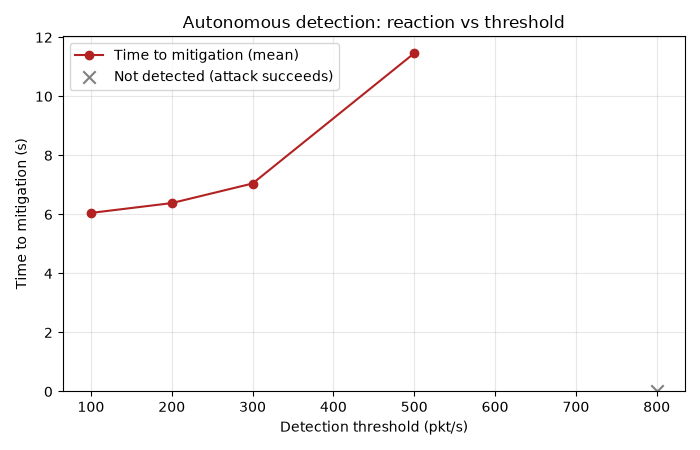 Autonomous detection: reaction vs threshold
Time to mitigation (mean)
Not detected (attack succeeds)
Time to mitigation (s)
12
10
8
6
4
2
0
100 200 300 400 500 600 700 800
Detection threshold (pkt/s)